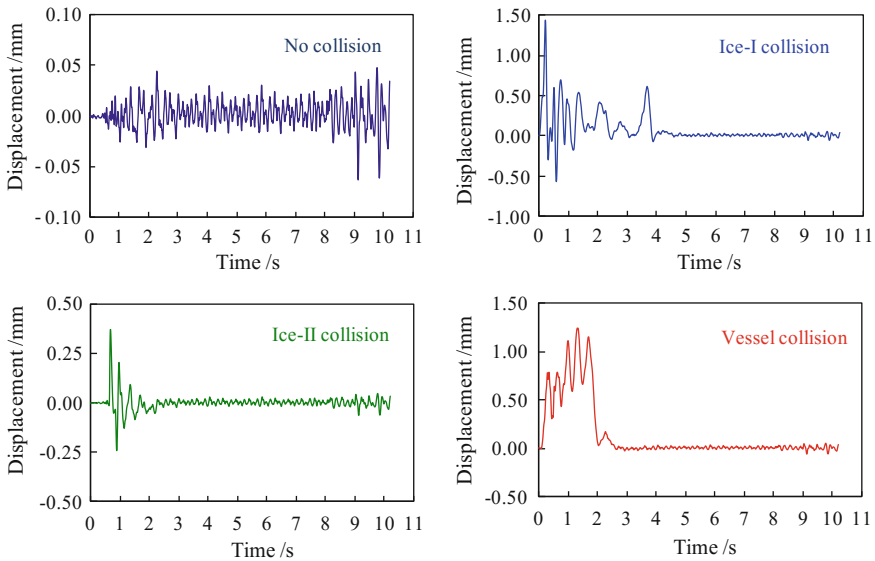 No collision
Displacement /mm
0.10
0.05
0.00
- 0.05
- 0.10
0 1 2 3 4 5 6 7 8 9 10 11
Time /s
Ice-I collision
Displacement /mm
1.50
1.00
0.50
0.00
-0.50
-1.00
0 1 2 3 4 5 6 7 8 9 10 11
Time /s
Ice-II collision
Displacement /mm
0.50
0.25
0.00
-0.25
-0.50
0 1 2 3 4 5 6 7 8 9 10 11
Time /s
Vessel collision
Displacement /mm
1.50
1.00
0.50
0.00
-0.50
0 1 2 3 4 5 6 7 8 9 10 11
Time /s